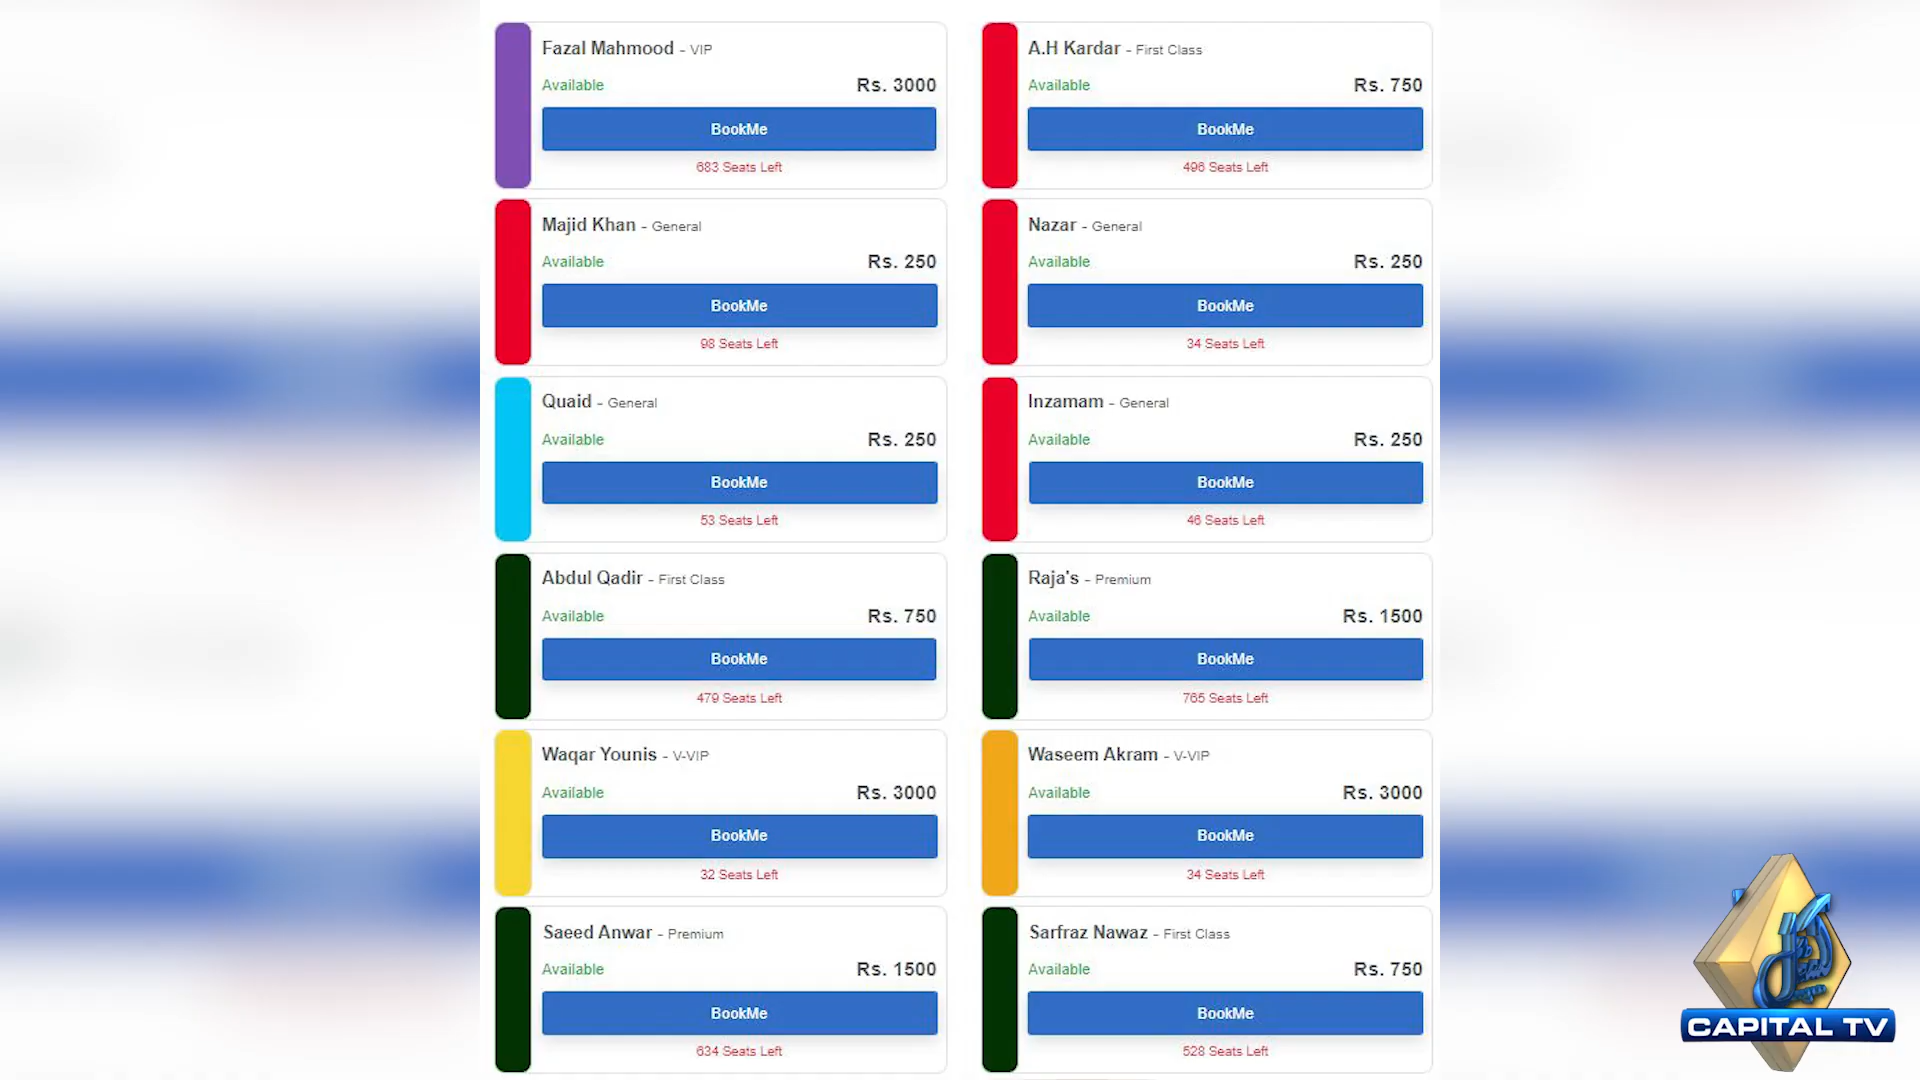 Fazal Mahmood - VIP
Available Rs. 3000
BookMe
683 Seats Left
A.H Kardar - First Class
Available Rs. 750
BookMe
496 Seats Left
Majid Khan - General
Available Rs. 250
BookMe
98 Seats Left
Nazar - General
Available Rs. 250
BookMe
34 Seats Left
Quaid - General
Available Rs. 250
BookMe
53 Seats Left
Inzamam - General
Available Rs. 250
BookMe
46 Seats Left
Abdul Qadir - First Class
Available Rs. 750
BookMe
479 Seats Left
Raja's - Premium
Available Rs. 1500
BookMe
765 Seats Left
Waqar Younis - V-VIP
Available Rs. 3000
BookMe
32 Seats Left
Waseem Akram - V-VIP
Available Rs. 3000
BookMe
34 Seats Left
Saeed Anwar - Premium
Available Rs. 1500
BookMe
634 Seats Left
Sarfraz Nawaz - First Class
Available Rs. 750
BookMe
528 Seats Left
CAPITAL TV